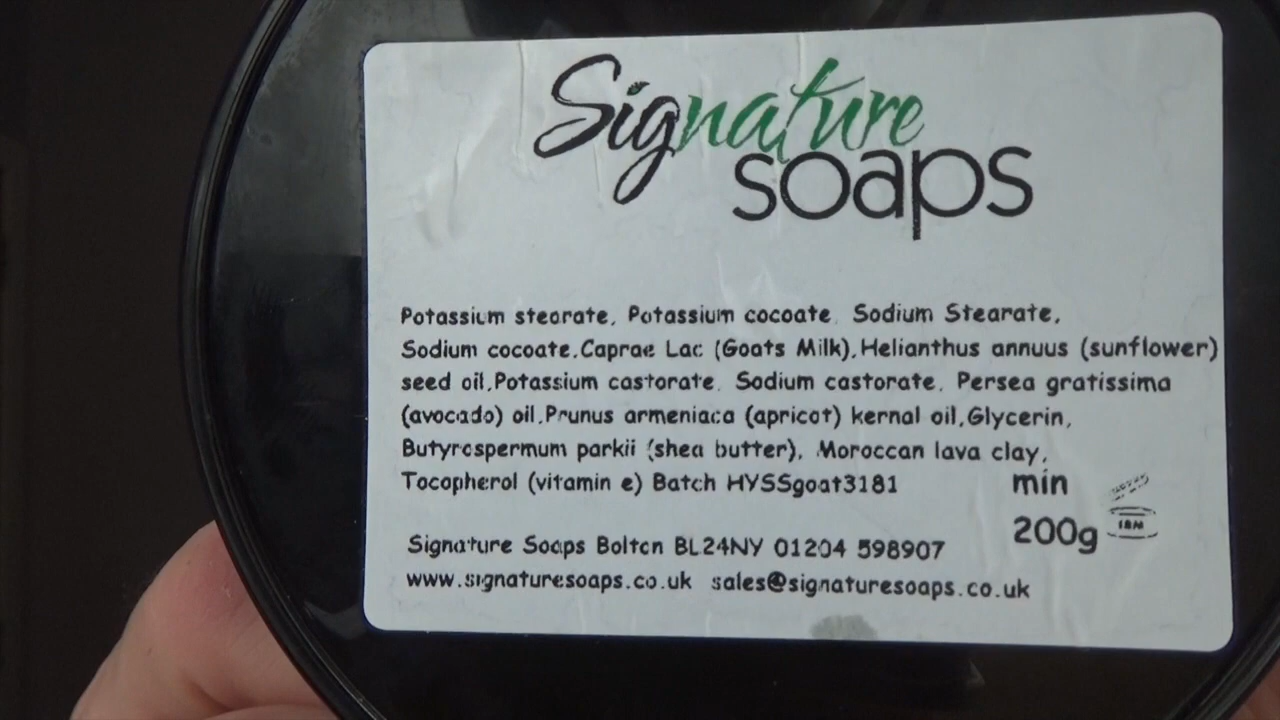 Signature
soaps
Potassium stearate, Potassium cocoate, Sodium Stearate,
Sodium cocoate,Caprae Lac (Goats Milk),Helianthus annuus (sunflower)
seed oil,Potassium castorate, Sodium castorate, Persea gratissima
(avocado) oil,Prunus armeniaca (apricot) kernal oil,Glycerin,
Butyrospermum parkii (shea butter), Moroccan lava clay,
Tocopherol (vitamin e) Batch HYSSgoat3181
min
200g
18M
Signature Soaps Bolton BL24NY 01204 598907
www.signaturesoaps.co.uk sales@signaturesoaps.co.uk